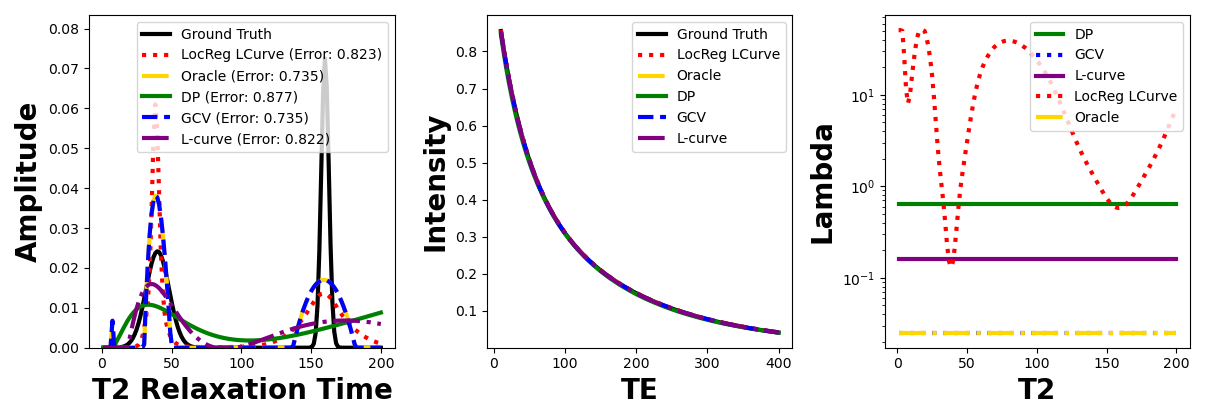 Amplitude
0.08
0.07
0.06
0.05
0.04
0.03
0.02
0.01
0.00
Ground Truth
LocReg LCurve (Error: 0.823)
Oracle (Error: 0.735)
DP (Error: 0.877)
GCV (Error: 0.735)
L-curve (Error: 0.822)
0 50 100 150 200
T2 Relaxation Time
Intensity
0.8
0.7
0.6
0.5
0.4
0.3
0.2
0.1
Ground Truth
LocReg LCurve
Oracle
DP
GCV
L-curve
0 100 200 300 400
TE
Lambda
10¹
10⁰
10⁻¹
DP
GCV
L-curve
LocReg LCurve
Oracle
0 50 100 150 200
T2